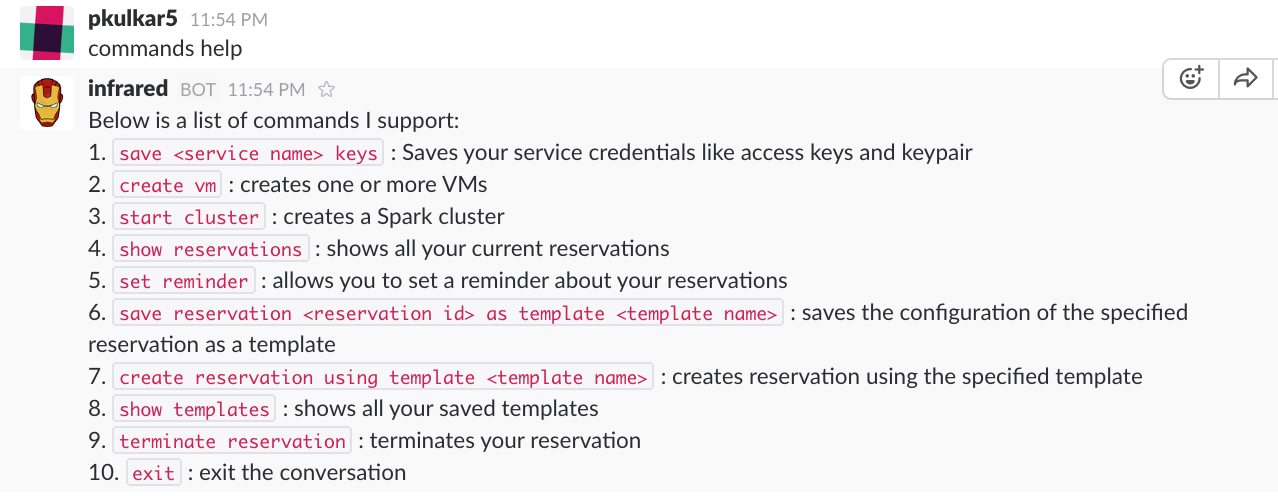 pkulkar5 11:54 PM
commands help
infrared BOT 11:54 PM
Below is a list of commands I support:
1. save <service name> keys : Saves your service credentials like access keys and keypair
2. create vm : creates one or more VMs
3. start cluster : creates a Spark cluster
4. show reservations : shows all your current reservations
5. set reminder : allows you to set a reminder about your reservations
6. save reservation <reservation id> as template <template name> : saves the configuration of the specified
reservation as a template
7. create reservation using template <template name> : creates reservation using the specified template
8. show templates : shows all your saved templates
9. terminate reservation : terminates your reservation
10. exit : exit the conversation